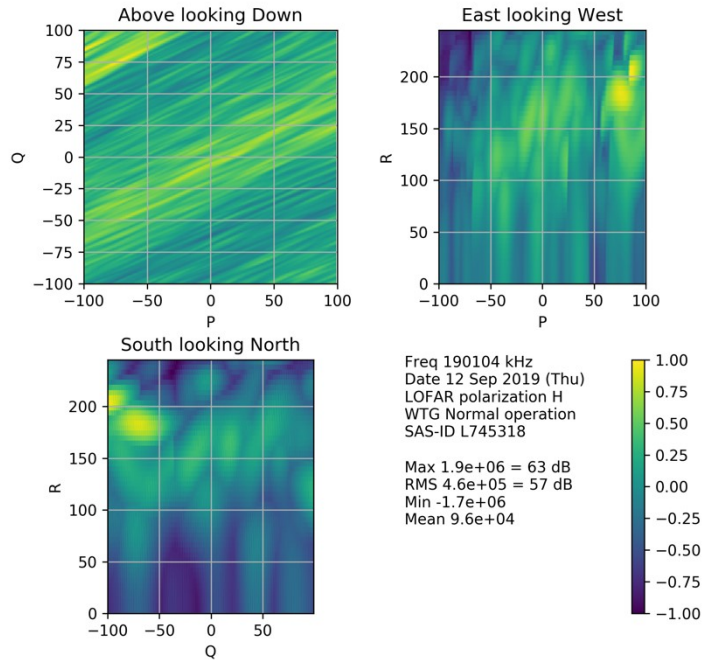 Above looking Down
100
75
50
25
0
−25
−50
−75
−100
Q
−100
−50
0
50
100
P
East looking West
200
150
100
50
0
R
−100
−50
0
50
100
P
South looking North
200
150
100
50
0
R
−100
−50
0
50
Q
Freq 190104 kHz
Date 12 Sep 2019 (Thu)
LOFAR polarization H
WTG Normal operation
SAS-ID L745318
Max 1.9e+06 = 63 dB
RMS 4.6e+05 = 57 dB
Min -1.7e+06
Mean 9.6e+04
1.00
0.75
0.50
0.25
0.00
−0.25
−0.50
−0.75
−1.00